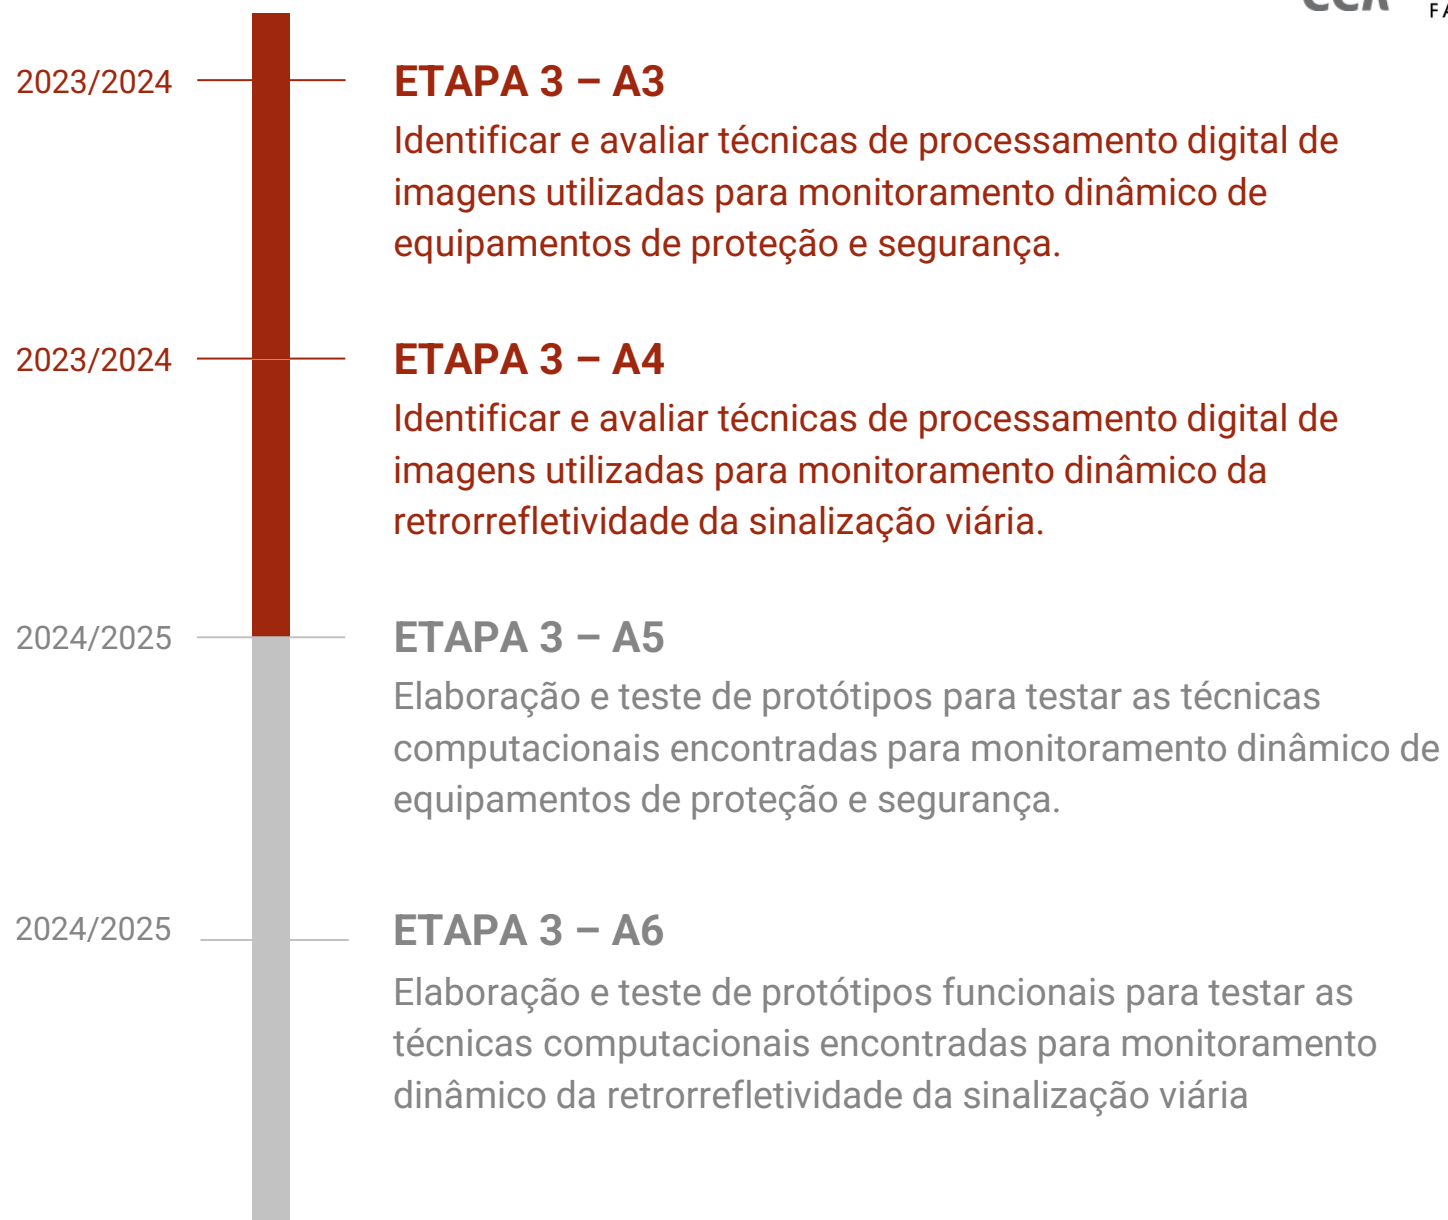 2023/2024
ETAPA 3 – A3
Identificar e avaliar técnicas de processamento digital de
imagens utilizadas para monitoramento dinâmico de
equipamentos de proteção e segurança.
2023/2024
ETAPA 3 – A4
Identificar e avaliar técnicas de processamento digital de
imagens utilizadas para monitoramento dinâmico da
retrorrefletividade da sinalização viária.
2024/2025
ETAPA 3 – A5
Elaboração e teste de protótipos para testar as técnicas
computacionais encontradas para monitoramento dinâmico de
equipamentos de proteção e segurança.
2024/2025
ETAPA 3 – A6
Elaboração e teste de protótipos funcionais para testar as
técnicas computacionais encontradas para monitoramento
dinâmico da retrorrefletividade da sinalização viária